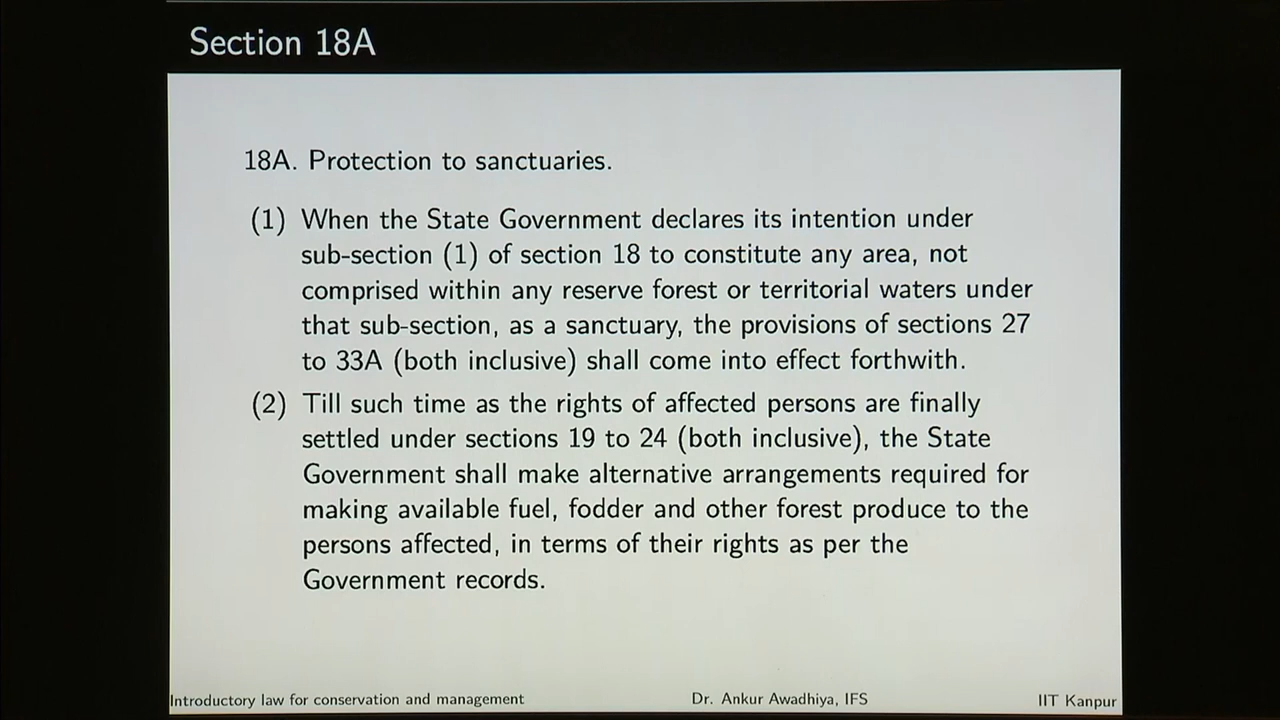 Section 18A
18A. Protection to sanctuaries.
(1) When the State Government declares its intention under
sub-section (1) of section 18 to constitute any area, not
comprised within any reserve forest or territorial waters under
that sub-section, as a sanctuary, the provisions of sections 27
to 33A (both inclusive) shall come into effect forthwith.
(2) Till such time as the rights of affected persons are finally
settled under sections 19 to 24 (both inclusive), the State
Government shall make alternative arrangements required for
making available fuel, fodder and other forest produce to the
persons affected, in terms of their rights as per the
Government records.
Introductory law for conservation and management Dr. Ankur Awadhiya, IFS IIT Kanpur